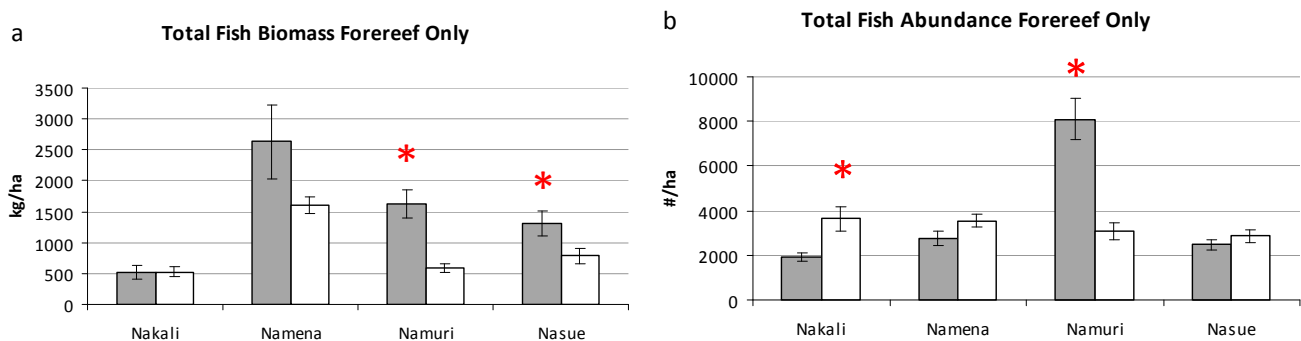 a
Total Fish Biomass Forereef Only
kg/ha
3500
3000
2500
2000
1500
1000
500
0
*
*
Nakali Namena Namuri Nasue
b
Total Fish Abundance Forereef Only
#/ha
10000
8000
6000
4000
2000
0
*
*
Nakali Namena Namuri Nasue